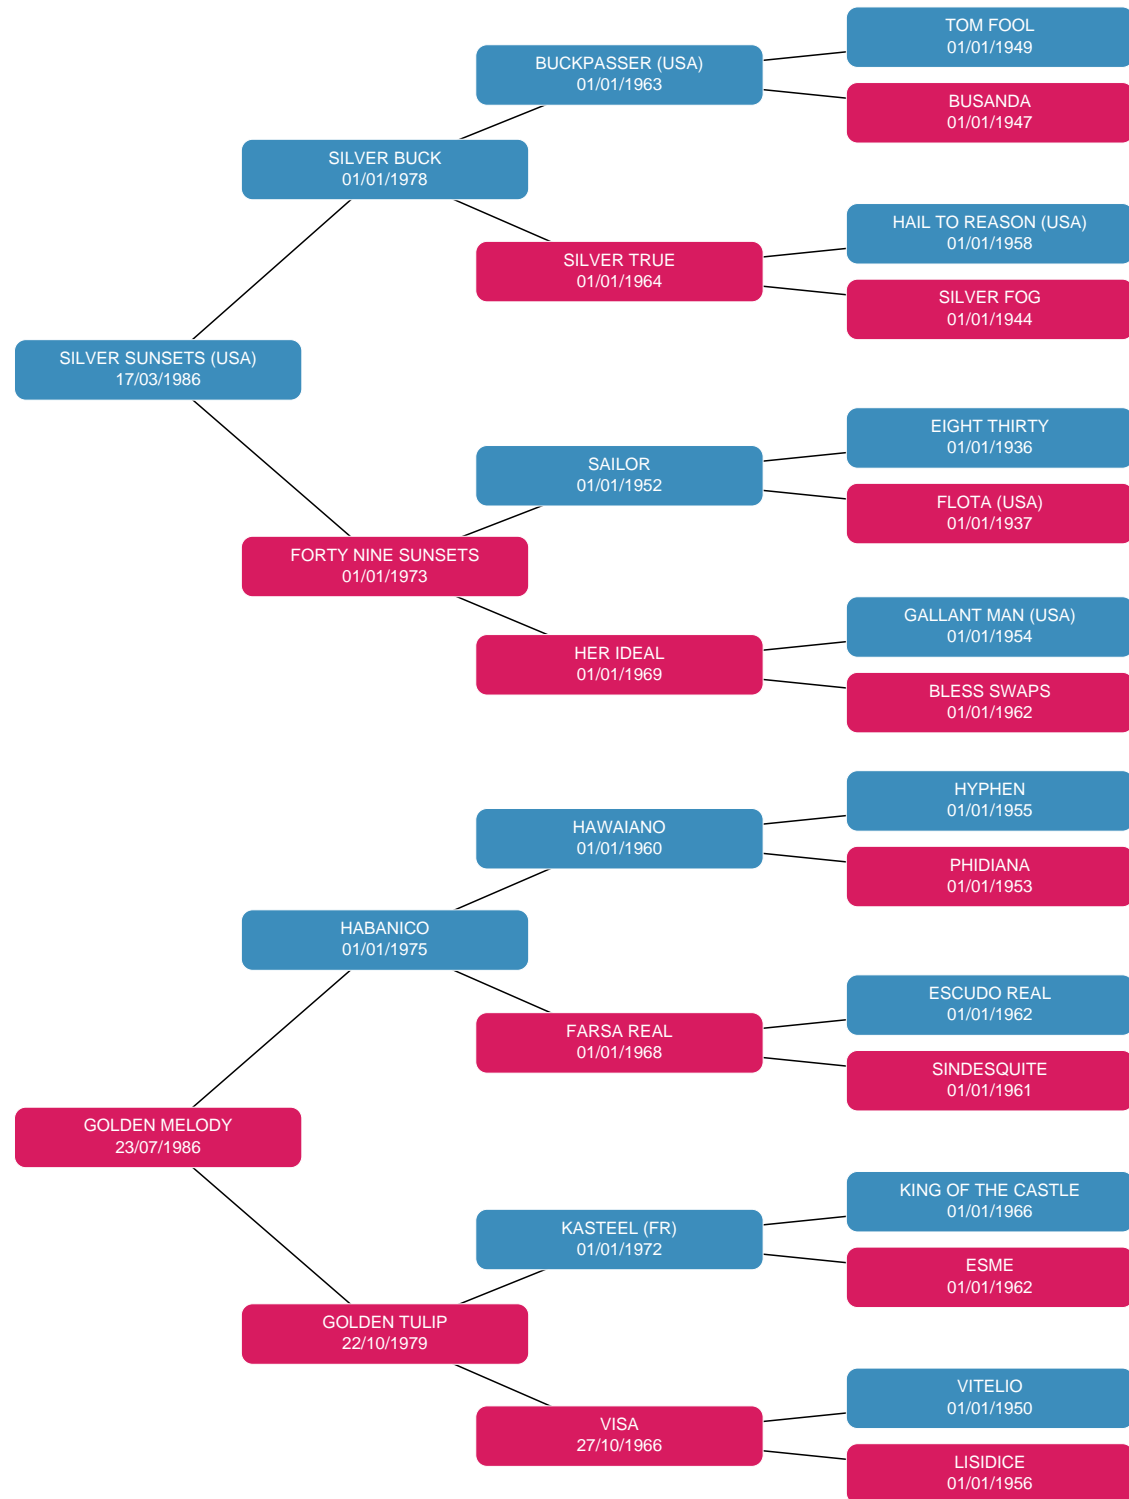 TOM FOOL
01/01/1949
BUCKPASSER (USA)
01/01/1963
BUSANDA
01/01/1947
SILVER BUCK
01/01/1978
HAIL TO REASON (USA)
01/01/1958
SILVER TRUE
01/01/1964
SILVER FOG
01/01/1944
SILVER SUNSETS (USA)
17/03/1986
EIGHT THIRTY
01/01/1936
SAILOR
01/01/1952
FLOTA (USA)
01/01/1937
FORTY NINE SUNSETS
01/01/1973
GALLANT MAN (USA)
01/01/1954
HER IDEAL
01/01/1969
BLESS SWAPS
01/01/1962
HYPHEN
01/01/1955
HAWAIANO
01/01/1960
PHIDIANA
01/01/1953
HABANICO
01/01/1975
ESCUDO REAL
01/01/1962
FARSA REAL
01/01/1968
SINDESQUITE
01/01/1961
GOLDEN MELODY
23/07/1986
KING OF THE CASTLE
01/01/1966
KASTEEL (FR)
01/01/1972
ESME
01/01/1962
GOLDEN TULIP
22/10/1979
VITELIO
01/01/1950
VISA
27/10/1966
LISIDICE
01/01/1956